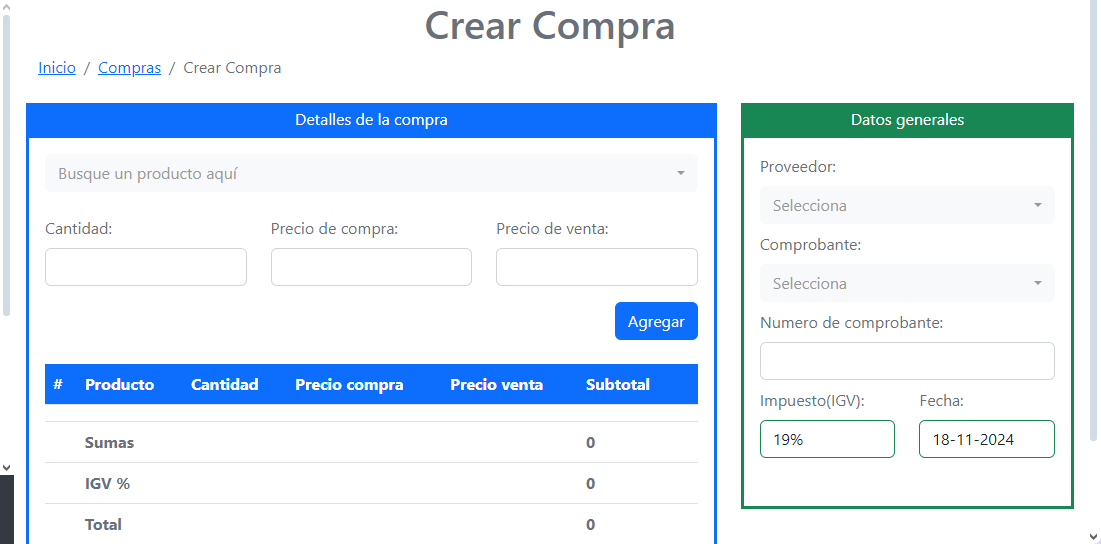 Crear Compra
Inicio / Compras / Crear Compra
Detalles de la compra
Busque un producto aquí
Cantidad: Precio de compra: Precio de venta:
Agregar
# Producto Cantidad Precio compra Precio venta Subtotal
Sumas 0
IGV % 0
Total 0
Datos generales
Proveedor:
Selecciona
Comprobante:
Selecciona
Numero de comprobante:
Impuesto(IGV): Fecha:
19% 18-11-2024